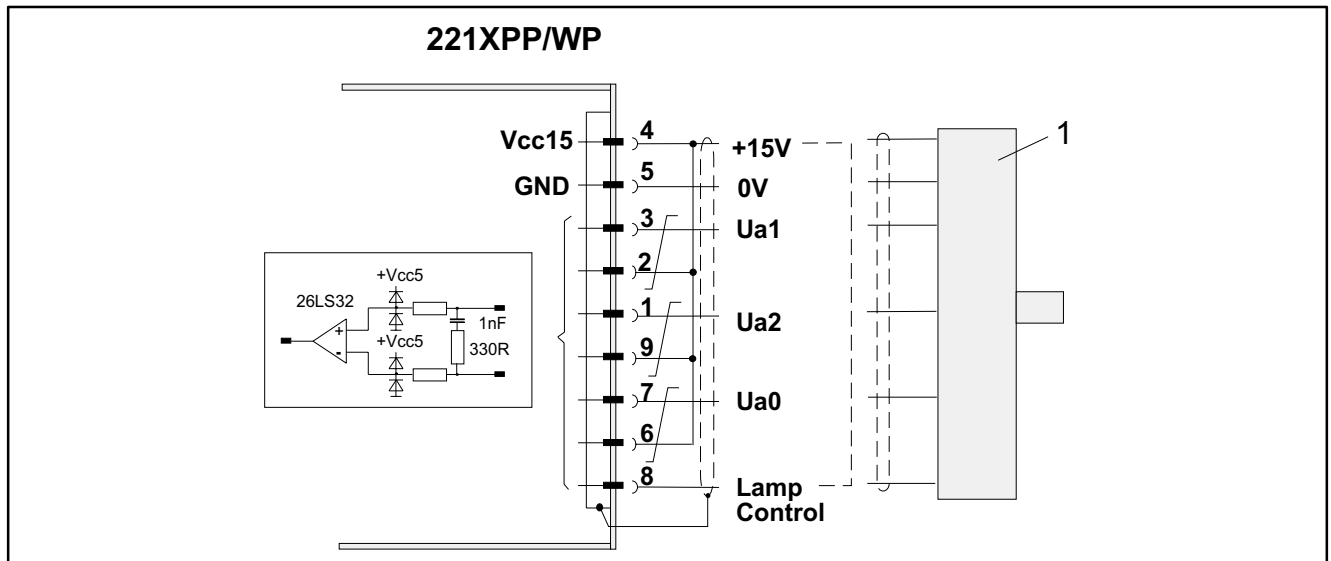 221XPP/WP
Vcc15 4 +15V 1
GND 5 0V
3 Ua1
2
1 Ua2
9
7 Ua0
6
8 Lamp
Control
+Vcc5
26LS32
+ 1nF
+Vcc5
- 330R